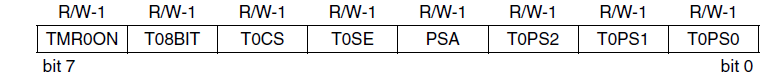 R/W-1 R/W-1 R/W-1 R/W-1 R/W-1 R/W-1 R/W-1 R/W-1
TMR0ON T08BIT T0CS T0SE PSA T0PS2 T0PS1 T0PS0
bit 7 bit 0